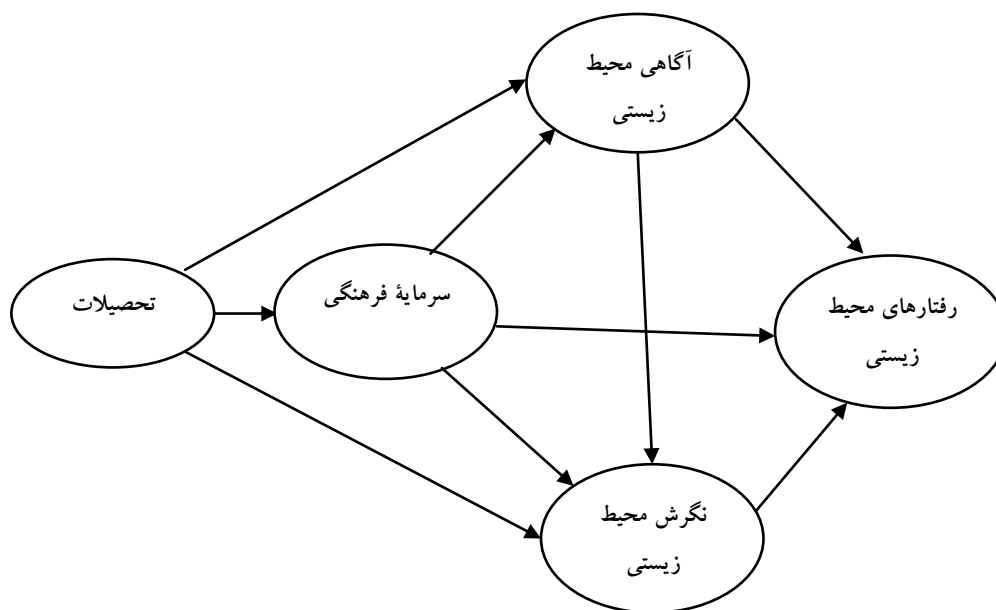 آگاهی محیط
زیستی
سرمایۀ فرهنگی
تحصیلات
رفتارهای محیط
زیستی
نگرش محیط
زیستی